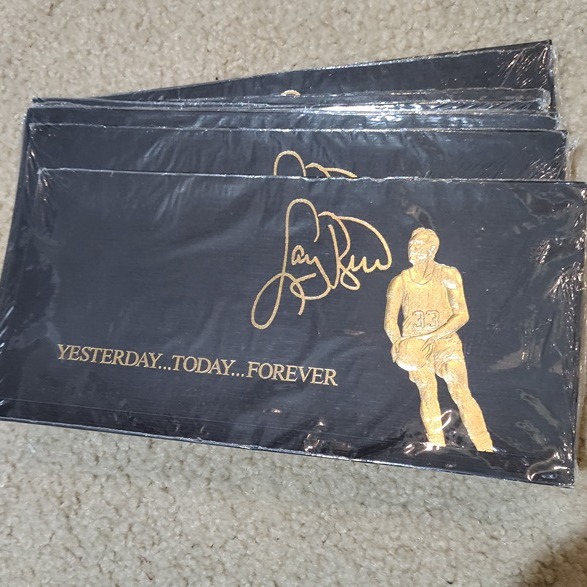 Larry Bird
33
YESTERDAY...TODAY...FOREVER